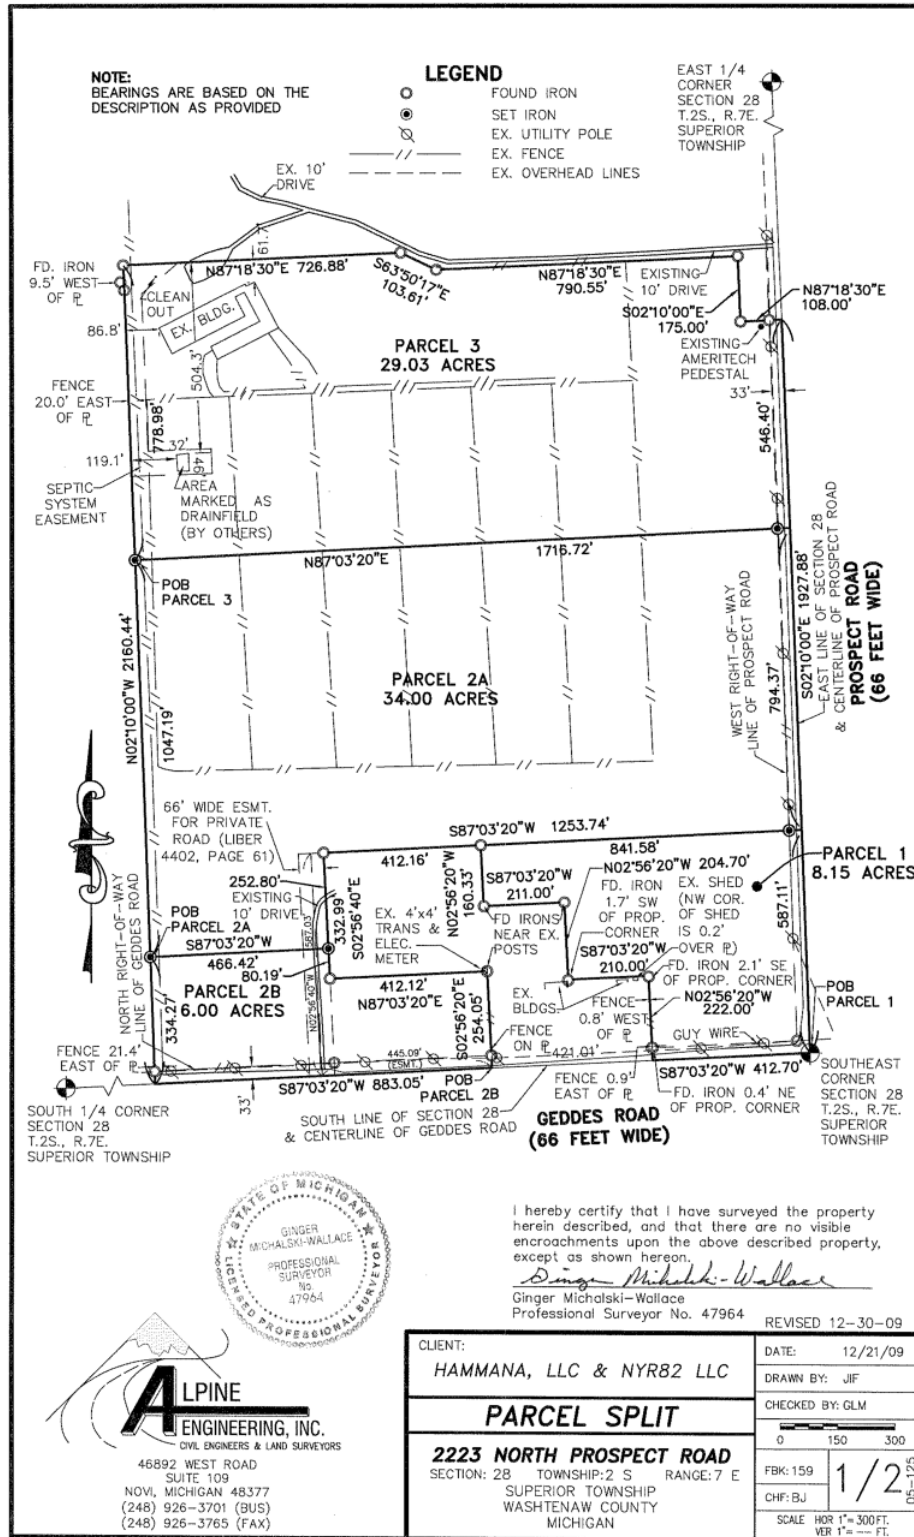 NOTE:
BEARINGS ARE BASED ON THE
DESCRIPTION AS PROVIDED
LEGEND
FOUND IRON
SET IRON
EX. UTILITY POLE
EX. FENCE
EX. OVERHEAD LINES
EAST 1/4
CORNER
SECTION 28
T.2S., R.7E.
SUPERIOR
TOWNSHIP
EX. 10'
DRIVE
61.7'
FD. IRON
9.5' WEST
OF PL
N87°18'30"E 726.88'
S63°50'17"E
103.61'
N87°18'30"E
790.55'
EXISTING
10' DRIVE
N87°18'30"E
108.00'
S02°10'00"E
175.00'
EXISTING
AMERITECH
PEDESTAL
CLEAN
OUT
EX. BLDG.
86.8'
504.3'
PARCEL 3
29.03 ACRES
33'
546.40'
FENCE
20.0' EAST
OF PL
778.98'
32'
46'
119.1'
SEPTIC
SYSTEM
EASEMENT
AREA
MARKED AS
DRAINFIELD
(BY OTHERS)
N87°03'20"E
1716.72'
POB
PARCEL 3
N02°10'00"W 2160.44'
1047.19'
PARCEL 2A
34.00 ACRES
WEST RIGHT-OF-WAY
LINE OF PROSPECT ROAD
794.37'
S02°10'00"E 1927.88'
EAST LINE OF SECTION 28
& CENTERLINE OF PROSPECT ROAD
PROSPECT ROAD
(66 FEET WIDE)
66' WIDE ESMT.
FOR PRIVATE
ROAD (LIBER
4402, PAGE 61)
S87°03'20"W 1253.74'
412.16'
841.58'
PARCEL 1
8.15 ACRES
252.80'
EXISTING
10' DRIVE
332.99'
S02°56'40"E
587.03'
N02°56'40"W
EX. 4'x4'
TRANS &
ELEC.
METER
N02°56'20"W
160.33'
S87°03'20"W
211.00'
N02°56'20"W 204.70'
FD. IRON
1.7' SW
OF PROP.
CORNER
EX. SHED
(NW COR.
OF SHED
IS 0.2'
OVER PL)
FD IRONS
NEAR EX.
POSTS
587.11'
NORTH RIGHT-OF-WAY
LINE OF GEDDES ROAD
POB
PARCEL 2A
S87°03'20"W
466.42'
80.19'
412.12'
N87°03'20"E
S87°03'20"W
210.00'
FD. IRON 2.1' SE
OF PROP. CORNER
PARCEL 2B
6.00 ACRES
334.27'
S02°56'20"E
254.05'
EX.
BLDGS.
FENCE
0.8' WEST
OF PL
N02°56'20"W
222.00'
POB
PARCEL 1
FENCE 21.4'
EAST OF PL
FENCE
ON PL
GUY WIRE
445.09'
(ESMT.)
421.01'
S87°03'20"W 883.05'
POB
PARCEL 2B
FENCE 0.9'
EAST OF PL
S87°03'20"W 412.70'
FD. IRON 0.4' NE
OF PROP. CORNER
33'
SOUTH 1/4 CORNER
SECTION 28
T.2S., R.7E.
SUPERIOR TOWNSHIP
SOUTH LINE OF SECTION 28
& CENTERLINE OF GEDDES ROAD
GEDDES ROAD
(66 FEET WIDE)
SOUTHEAST
CORNER
SECTION 28
T.2S., R.7E.
SUPERIOR
TOWNSHIP
STATE OF MICHIGAN
GINGER
MICHALSKI-WALLACE
PROFESSIONAL
SURVEYOR
No.
47964
LICENSED PROFESSIONAL SURVEYOR
I hereby certify that I have surveyed the property
herein described, and that there are no visible
encroachments upon the above described property,
except as shown hereon.
Ginger Michalski-Wallace
Ginger Michalski-Wallace
Professional Surveyor No. 47964
REVISED 12-30-09
ALPINE
ENGINEERING, INC.
CIVIL ENGINEERS & LAND SURVEYORS
46892 WEST ROAD
SUITE 109
NOVI, MICHIGAN 48377
(248) 926-3701 (BUS)
(248) 926-3765 (FAX)
CLIENT:
HAMMANA, LLC & NYR82 LLC
PARCEL SPLIT
2223 NORTH PROSPECT ROAD
SECTION: 28 TOWNSHIP: 2 S RANGE: 7 E
SUPERIOR TOWNSHIP
WASHTENAW COUNTY
MICHIGAN
DATE: 12/21/09
DRAWN BY: JIF
CHECKED BY: GLM
0 150 300
FBK: 159
CHF: BJ
1/2
05-125
SCALE HOR 1"= 300 FT.
VER 1"= --- FT.